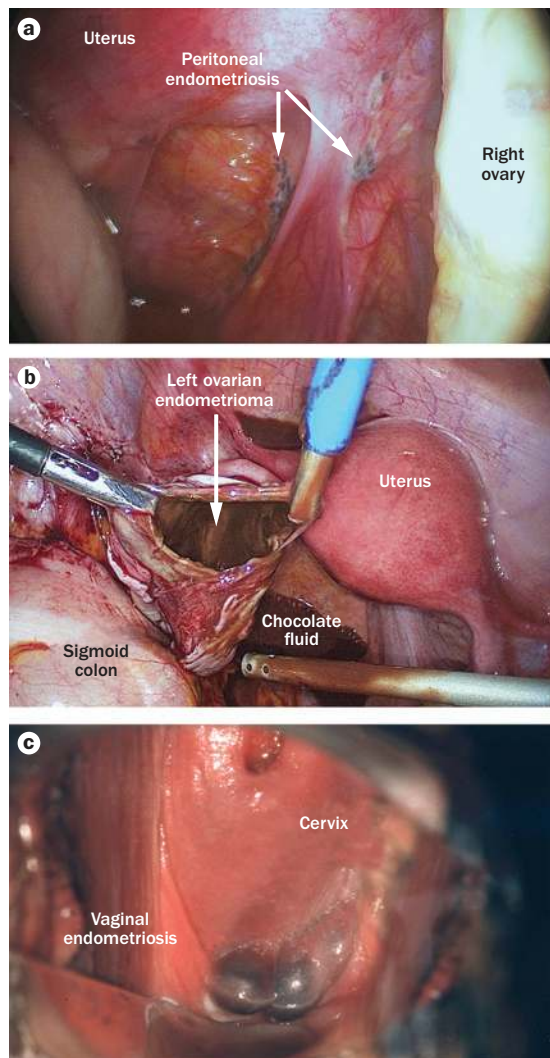 a
Uterus
Peritoneal
endometriosis
Right
ovary
b
Left ovarian
endometrioma
Uterus
Chocolate
fluid
Sigmoid
colon
c
Cervix
Vaginal
endometriosis